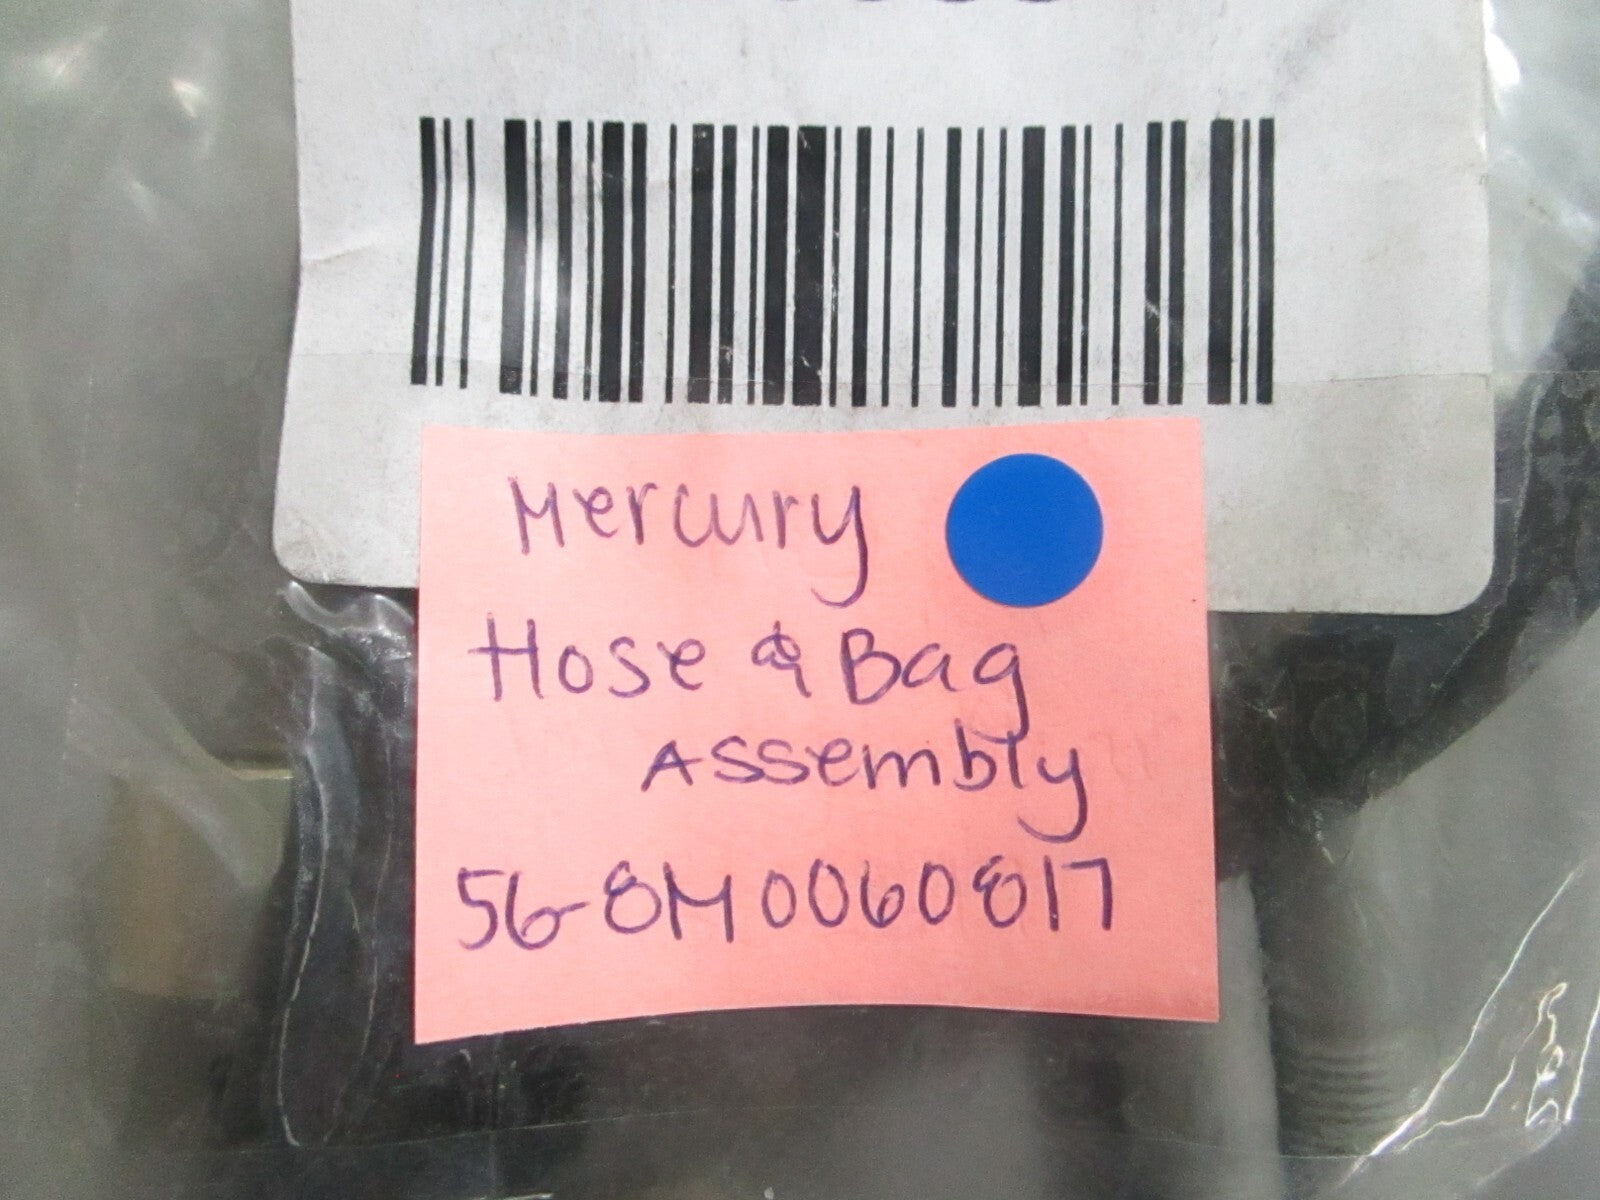 Mercury
Hose & Bag
Assembly
56-8M0060817